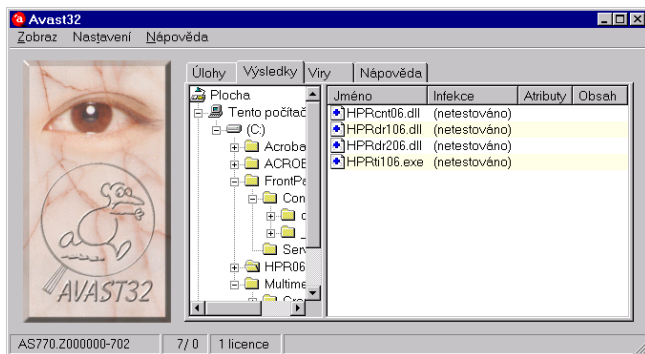 Avast32
Zobraz Nastavení Nápověda
Úlohy Výsledky Viry Nápověda
Plocha
Tento počítač
(C:)
Acroba
ACROE
FrontPa
Con
Serv
HPR06
Multime
Jméno Infekce Atributy Obsah
HPRcnt06.dll (netestováno)
HPRdr106.dll (netestováno)
HPRdr206.dll (netestováno)
HPRti106.exe (netestováno)
AVAST32
AS770.Z000000-702 7/ 0 1 licence